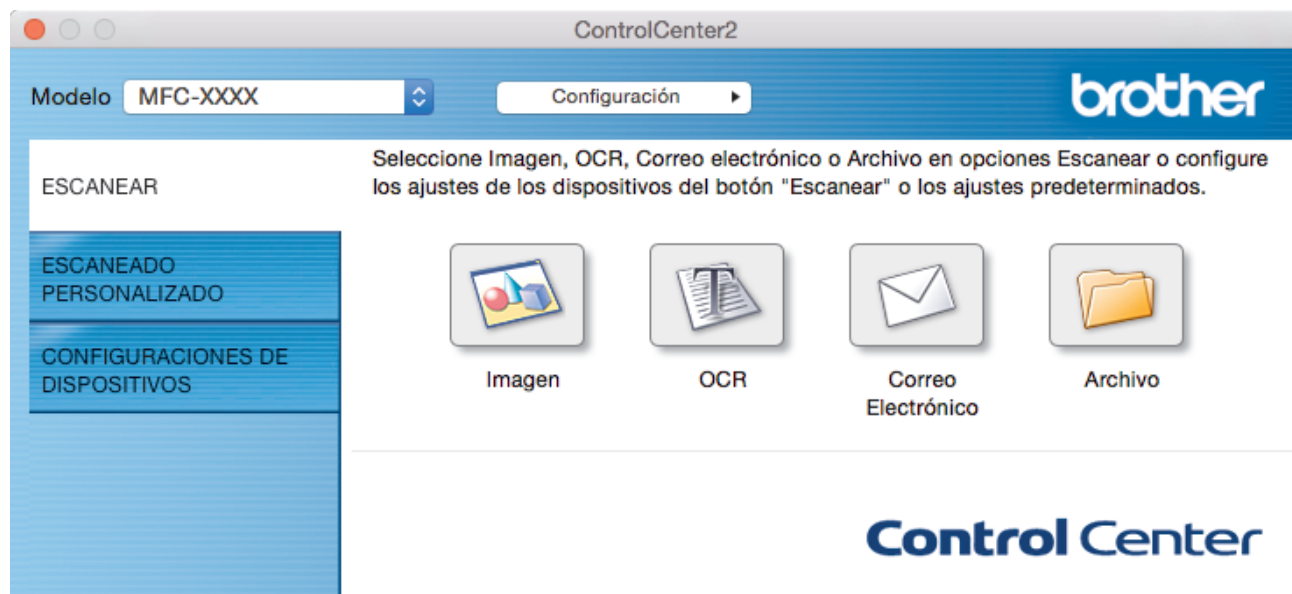 ControlCenter2
Modelo MFC-XXXX Configuración brother
Seleccione Imagen, OCR, Correo electrónico o Archivo en opciones Escanear o configure
los ajustes de los dispositivos del botón "Escanear" o los ajustes predeterminados.
ESCANEAR
ESCANEADO
PERSONALIZADO
CONFIGURACIONES DE
DISPOSITIVOS
T
Imagen
OCR
Correo
Electrónico
Archivo
Control Center